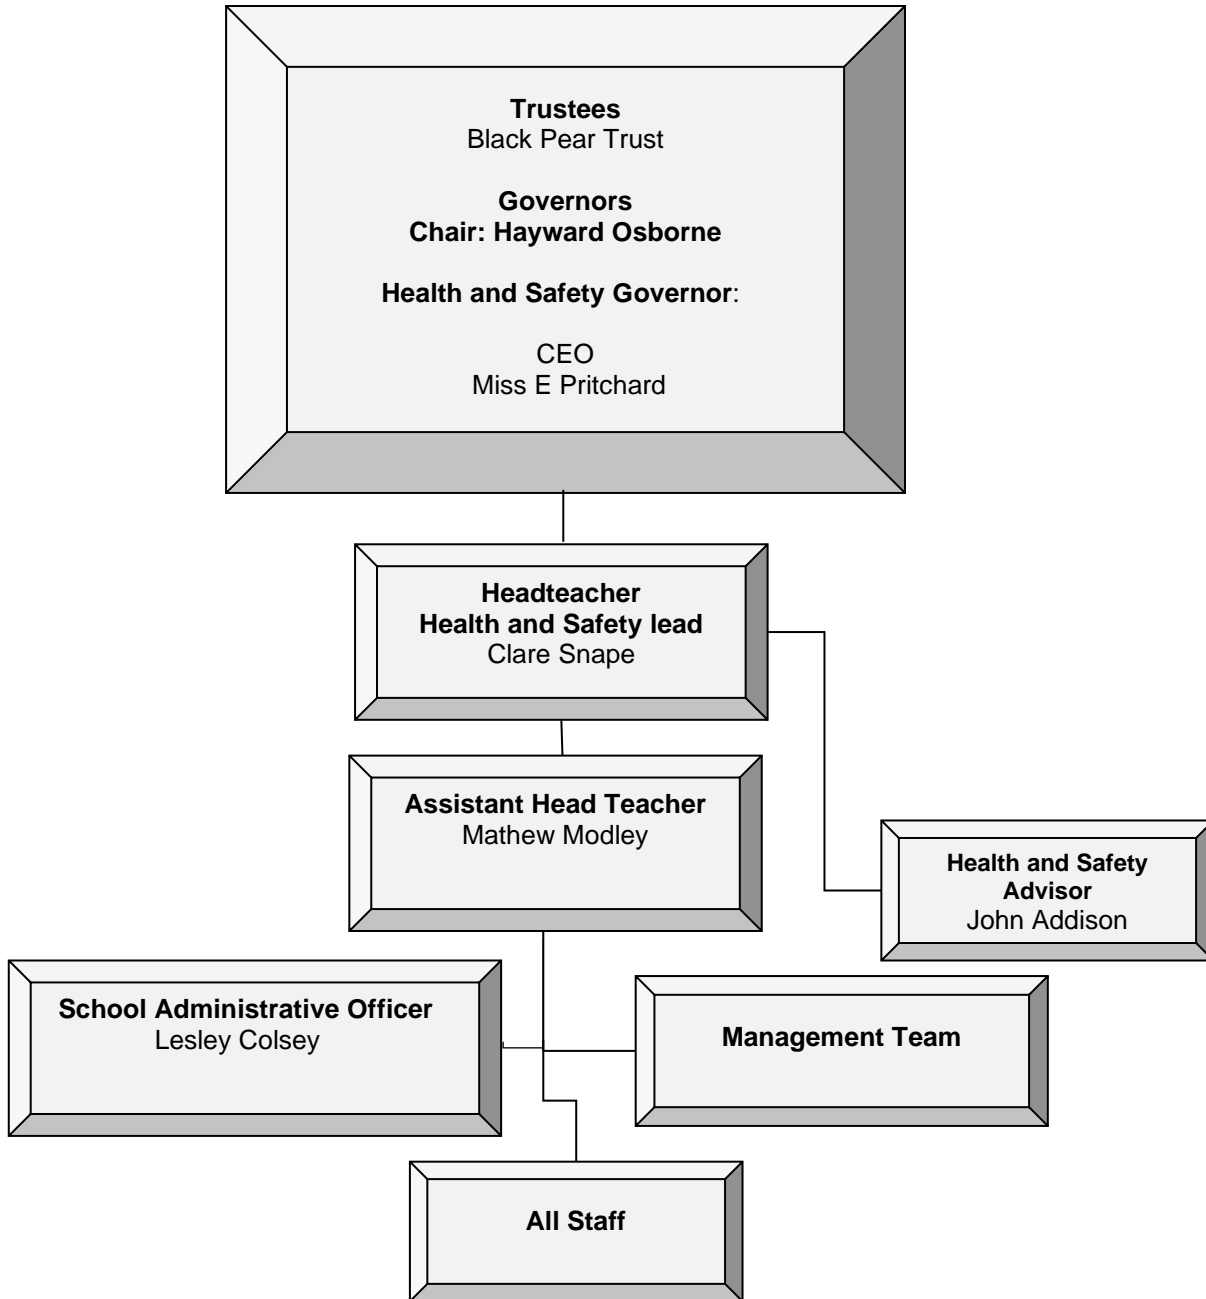 Trustees
Black Pear Trust
Governors
Chair: Hayward Osborne
Health and Safety Governor:
CEO
Miss E Pritchard
Headteacher
Health and Safety lead
Clare Snape
Assistant Head Teacher
Mathew Modley
Health and Safety
Advisor
John Addison
School Administrative Officer
Lesley Colsey
Management Team
All Staff